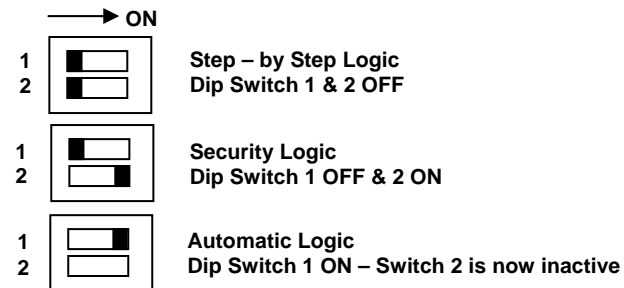 ON
1
Step – by Step Logic
2
Dip Switch 1 & 2 OFF
1
Security Logic
2
Dip Switch 1 OFF & 2 ON
1
Automatic Logic
2
Dip Switch 1 ON – Switch 2 is now inactive